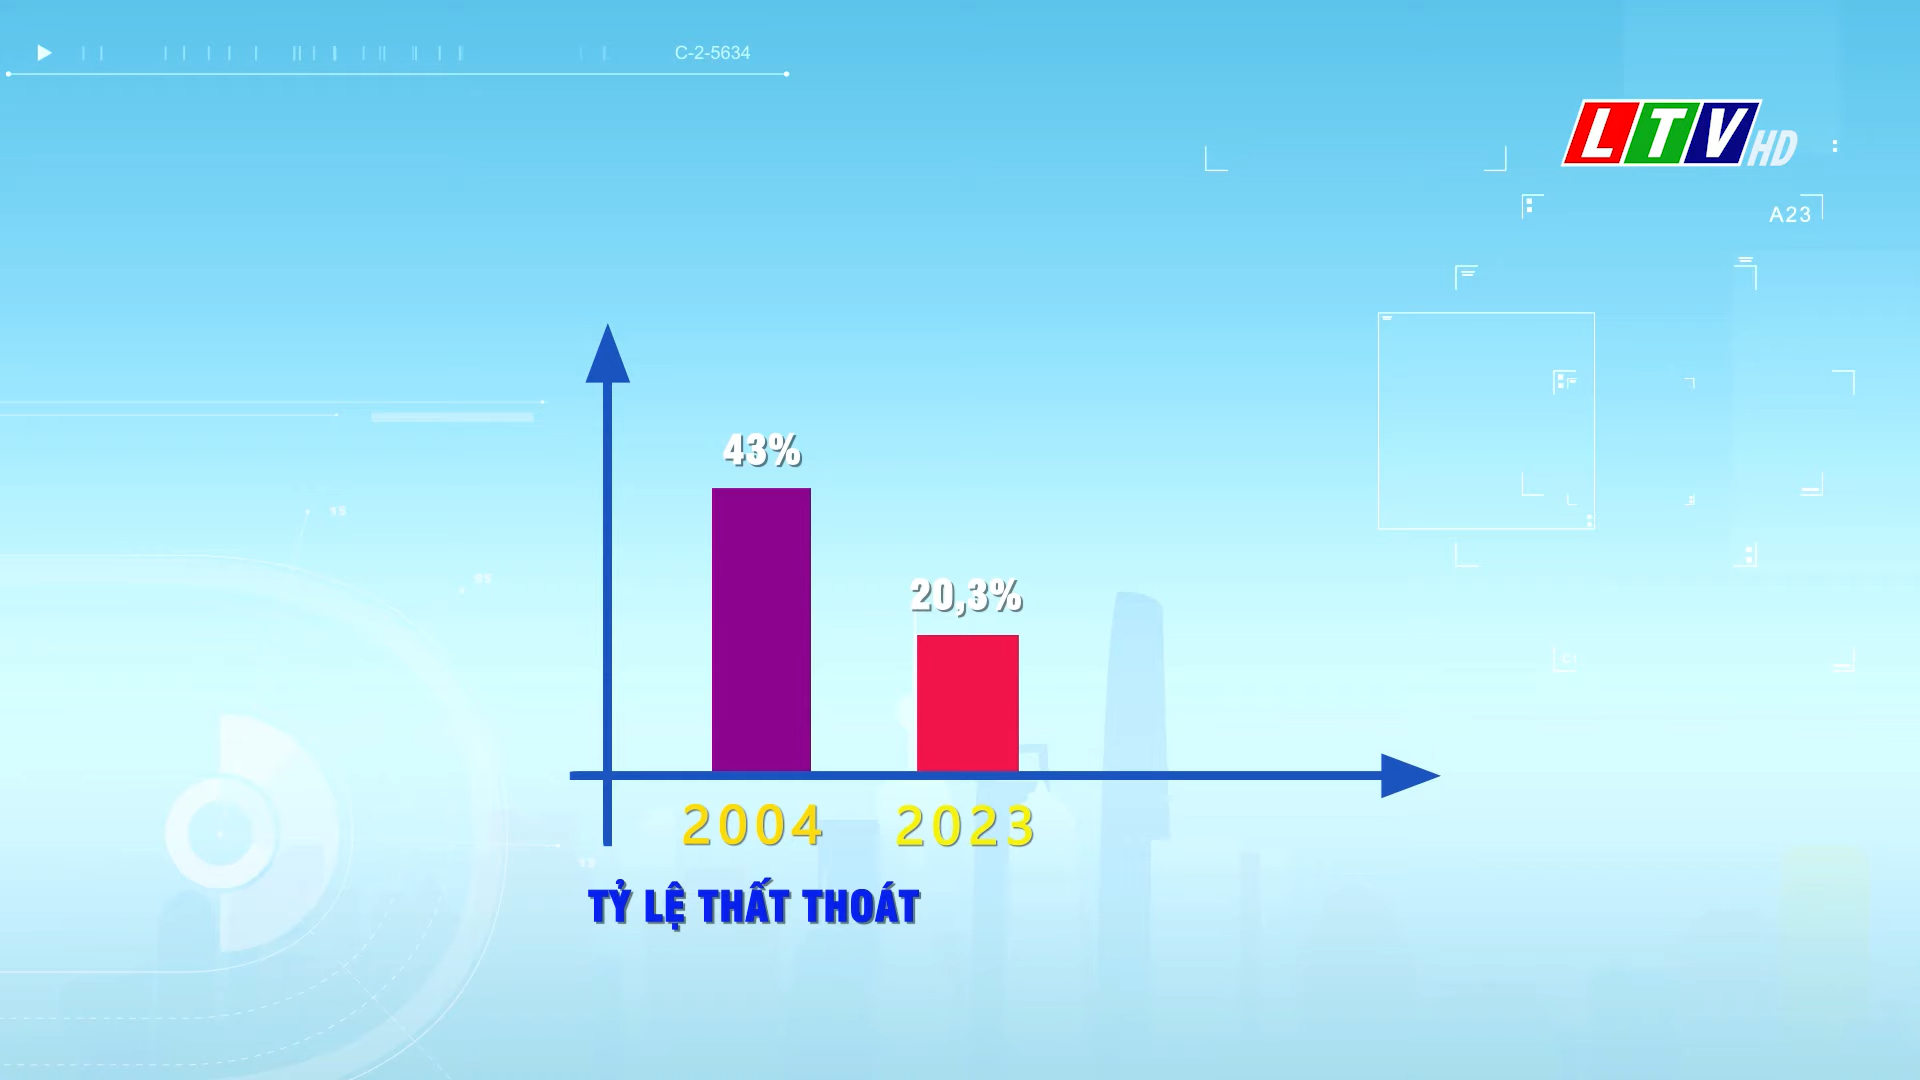 C-2-5634
LTV HD
A23
43%
20,3%
2004 2023
TỶ LỆ THẤT THOÁT